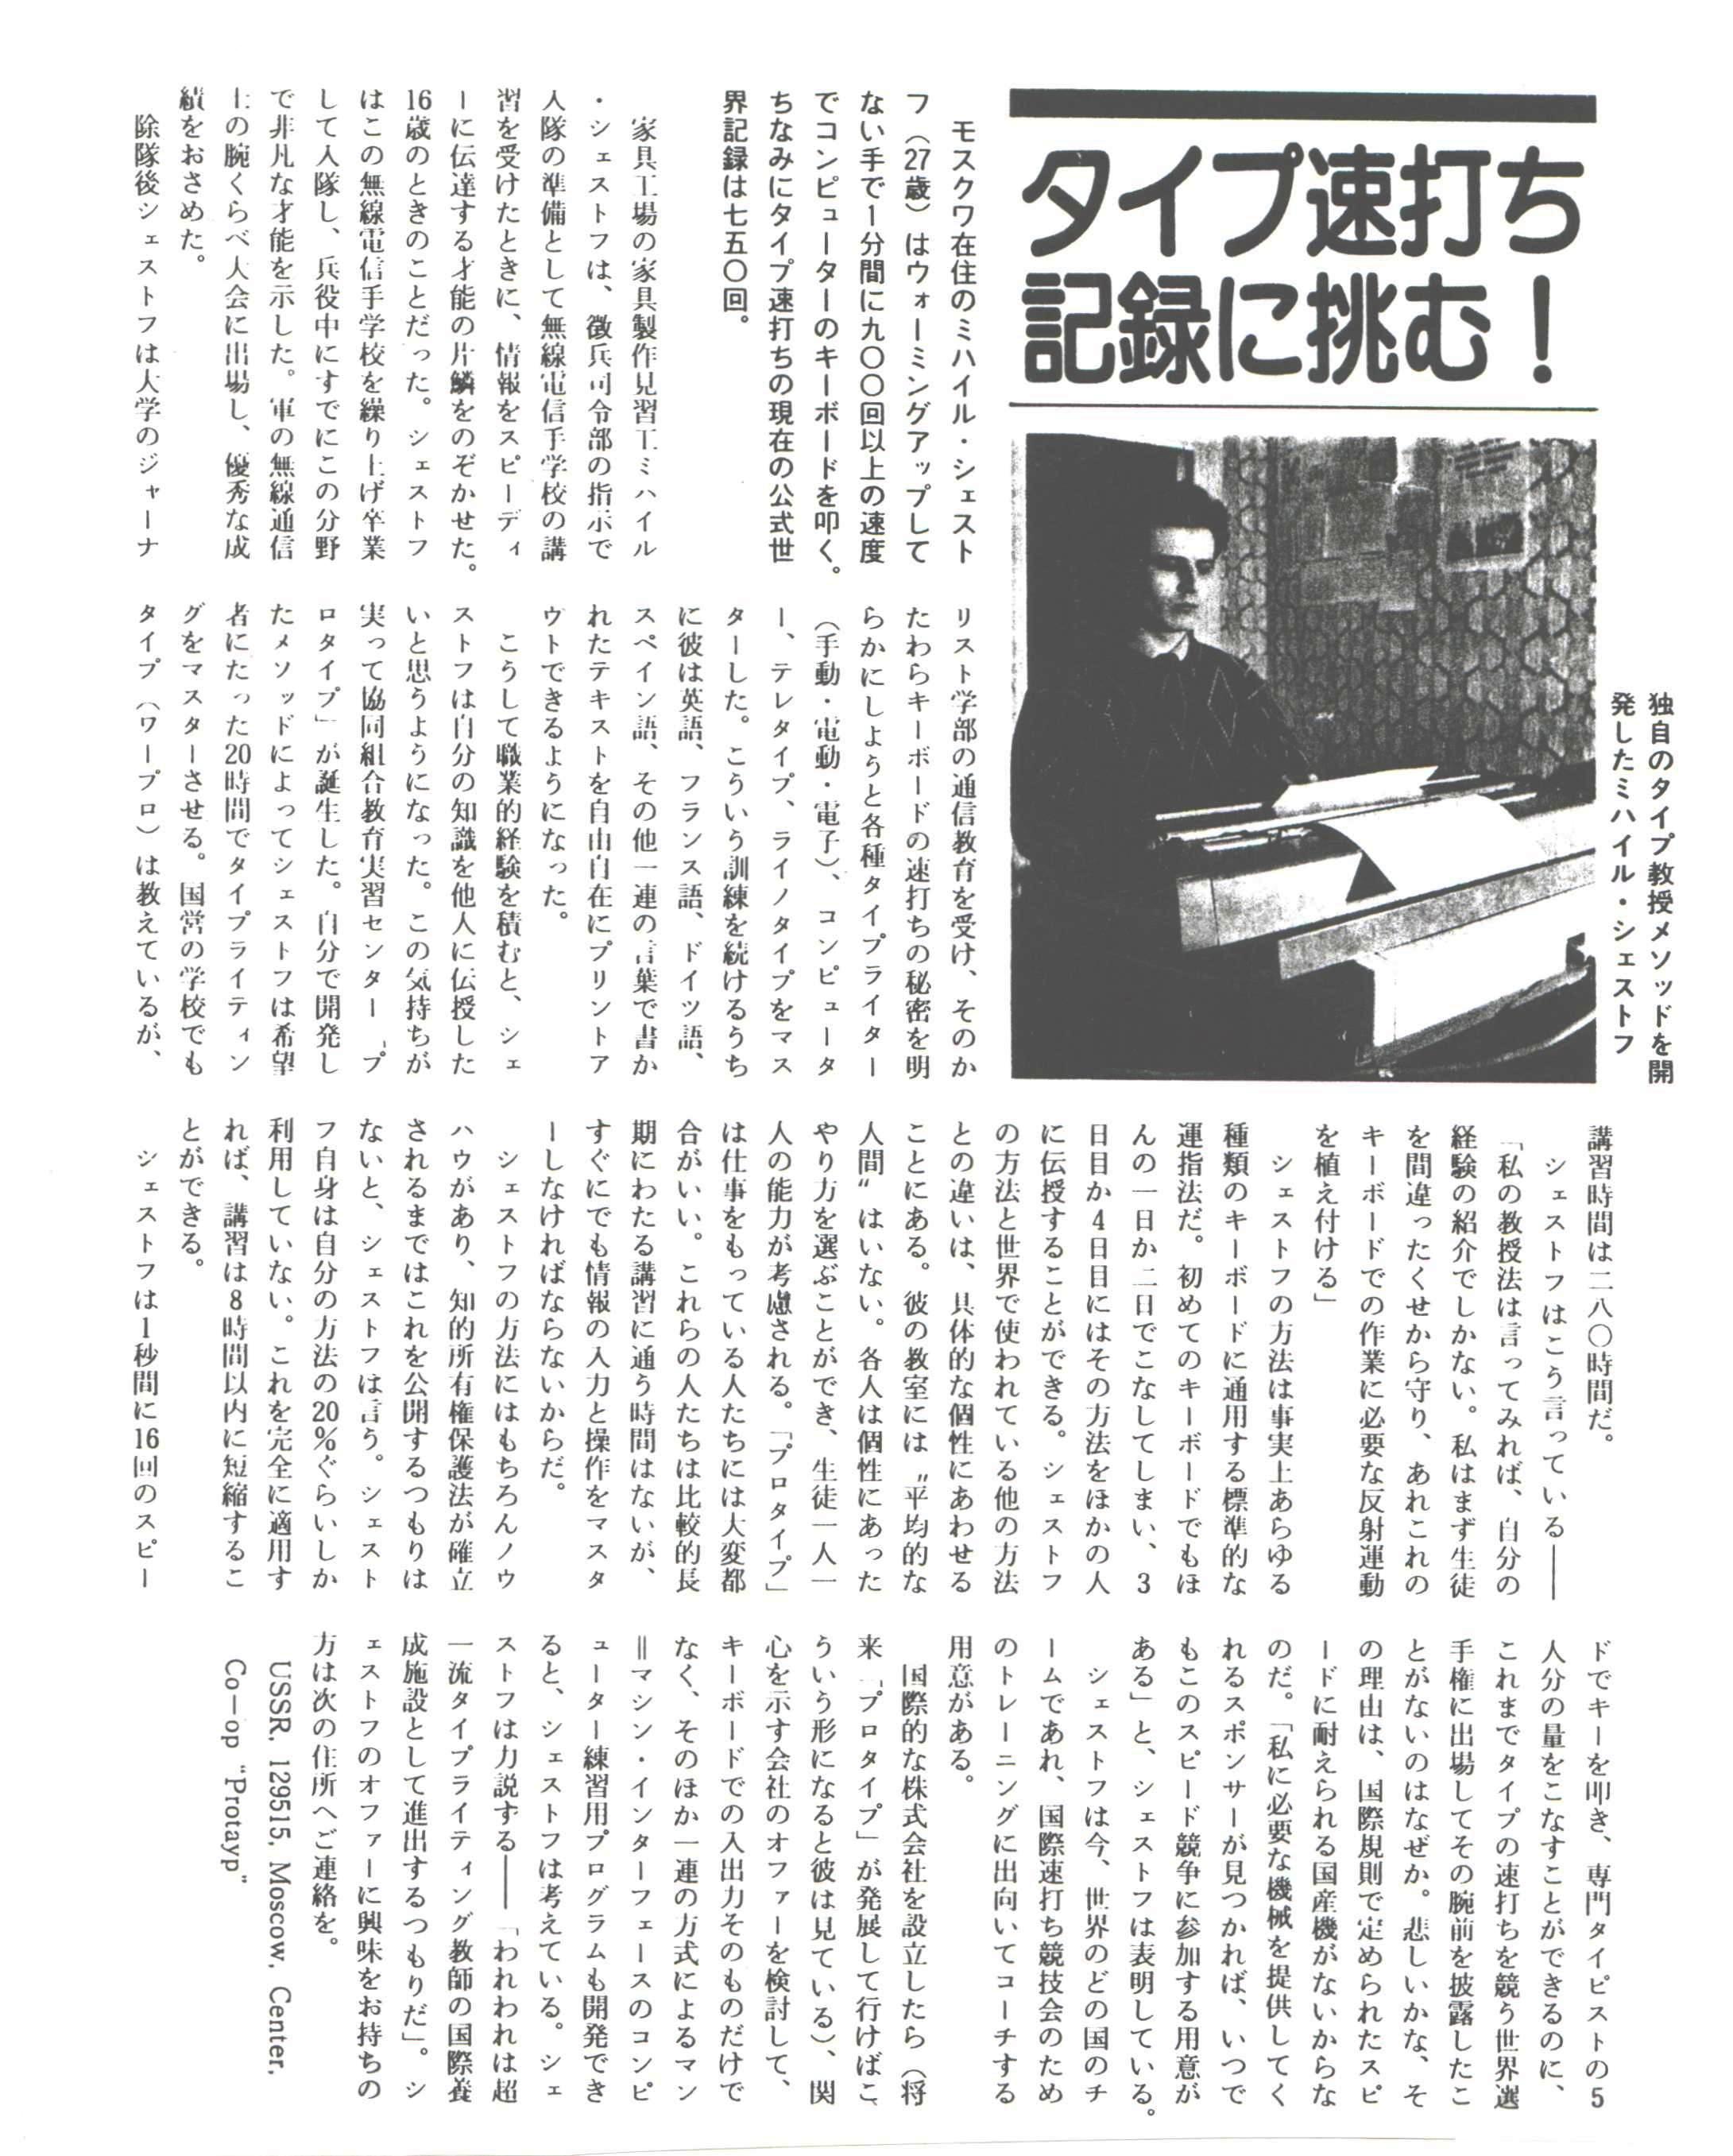 タイプ速打ち
記録に挑む！
独自のタイプ教授メソッドを開
発したミハイル・シェストフ
モスクワ在住のミハイル・シェスト
フ（27歳）はウォーミングアップして
ない手で1分間に九〇〇回以上の速度
でコンピューターのキーボードを叩く。
ちなみにタイプ速打ちの現在の公式世
界記録は七五〇回。
家具工場の家具製作見習工ミハイル
・シェストフは、徴兵司令部の指示で
入隊の準備として無線電信手学校の講
習を受けたときに、情報をスピーディ
ーに伝達する才能の片鱗をのぞかせた。
16歳のときのことだった。シェストフ
はこの無線電信手学校を繰り上げ卒業
して入隊し、兵役中にすでにこの分野
で非凡な才能を示した。軍の無線通信
上の腕くらべ大会に出場し、優秀な成
績をおさめた。
除隊後シェストフは大学のジャーナ
リスト学部の通信教育を受け、そのか
たわらキーボードの速打ちの秘密を明
らかにしようと各種タイプライター
（手動・電動・電子）、コンピュータ
ー、テレタイプ、ライノタイプをマス
ターした。こういう訓練を続けるうち
に彼は英語、フランス語、ドイツ語、
スペイン語、その他一連の言葉で書か
れたテキストを自由自在にプリントア
ウトできるようになった。
こうして職業的経験を積むと、シェ
ストフは自分の知識を他人に伝授した
いと思うようになった。この気持ちが
実って協同組合教育実習センター「プ
ロタイプ」が誕生した。自分で開発し
たメソッドによってシェストフは希望
者にたった20時間でタイプライティン
グをマスターさせる。国営の学校でも
タイプ（ワープロ）は教えているが、
講習時間は二八〇時間だ。
シェストフはこう言っている――
「私の教授法は言ってみれば、自分の
経験の紹介でしかない。私はまず生徒
を間違ったくせから守り、あれこれの
キーボードでの作業に必要な反射運動
を植え付ける」
シェストフの方法は事実上あらゆる
種類のキーボードに通用する標準的な
運指法だ。初めてのキーボードでもほ
んの一日か二日でこなしてしまい、3
日目か4日目にはその方法をほかの人
に伝授することができる。シェストフ
の方法と世界で使われている他の方法
との違いは、具体的な個性にあわせる
ことにある。彼の教室には〝平均的な
人間〟はいない。各人は個性にあった
やり方を選ぶことができ、生徒一人一
人の能力が考慮される。「プロタイプ」
は仕事をもっている人たちには大変都
合がいい。これらの人たちは比較的長
期にわたる講習に通う時間はないが、
すぐにでも情報の入力と操作をマスタ
ーしなければならないからだ。
シェストフの方法にはもちろんノウ
ハウがあり、知的所有権保護法が確立
されるまではこれを公開するつもりは
ないと、シェストフは言う。シェスト
フ自身は自分の方法の20％ぐらいしか
利用していない。これを完全に適用す
れば、講習は8時間以内に短縮するこ
とができる。
シェストフは1秒間に16回のスピー
ドでキーを叩き、専門タイピストの5
人分の量をこなすことができるのに、
これまでタイプの速打ちを競う世界選
手権に出場してその腕前を披露したこ
とがないのはなぜか。悲しいかな、そ
の理由は、国際規則で定められたスピ
ードに耐えられる国産機がないからな
のだ。「私に必要な機械を提供してく
れるスポンサーが見つかれば、いつで
もこのスピード競争に参加する用意が
ある」と、シェストフは表明している。
シェストフは今、世界のどの国のチ
ームであれ、国際速打ち競技会のため
のトレーニングに出向いてコーチする
用意がある。
国際的な株式会社を設立したら（将
来「プロタイプ」が発展して行けばこ
ういう形になると彼は見ている）、関
心を示す会社のオファーを検討して、
キーボードでの入出力そのものだけで
なく、そのほか一連の方式によるマン
＝マシン・インターフェースのコンピ
ューター練習用プログラムも開発でき
ると、シェストフは考えている。シェ
ストフは力説する――「われわれは超
一流タイプライティング教師の国際養
成施設として進出するつもりだ」。シ
ェストフのオファーに興味をお持ちの
方は次の住所へご連絡を。
USSR, 129515, Moscow, Center,
Co-op "Protayp"